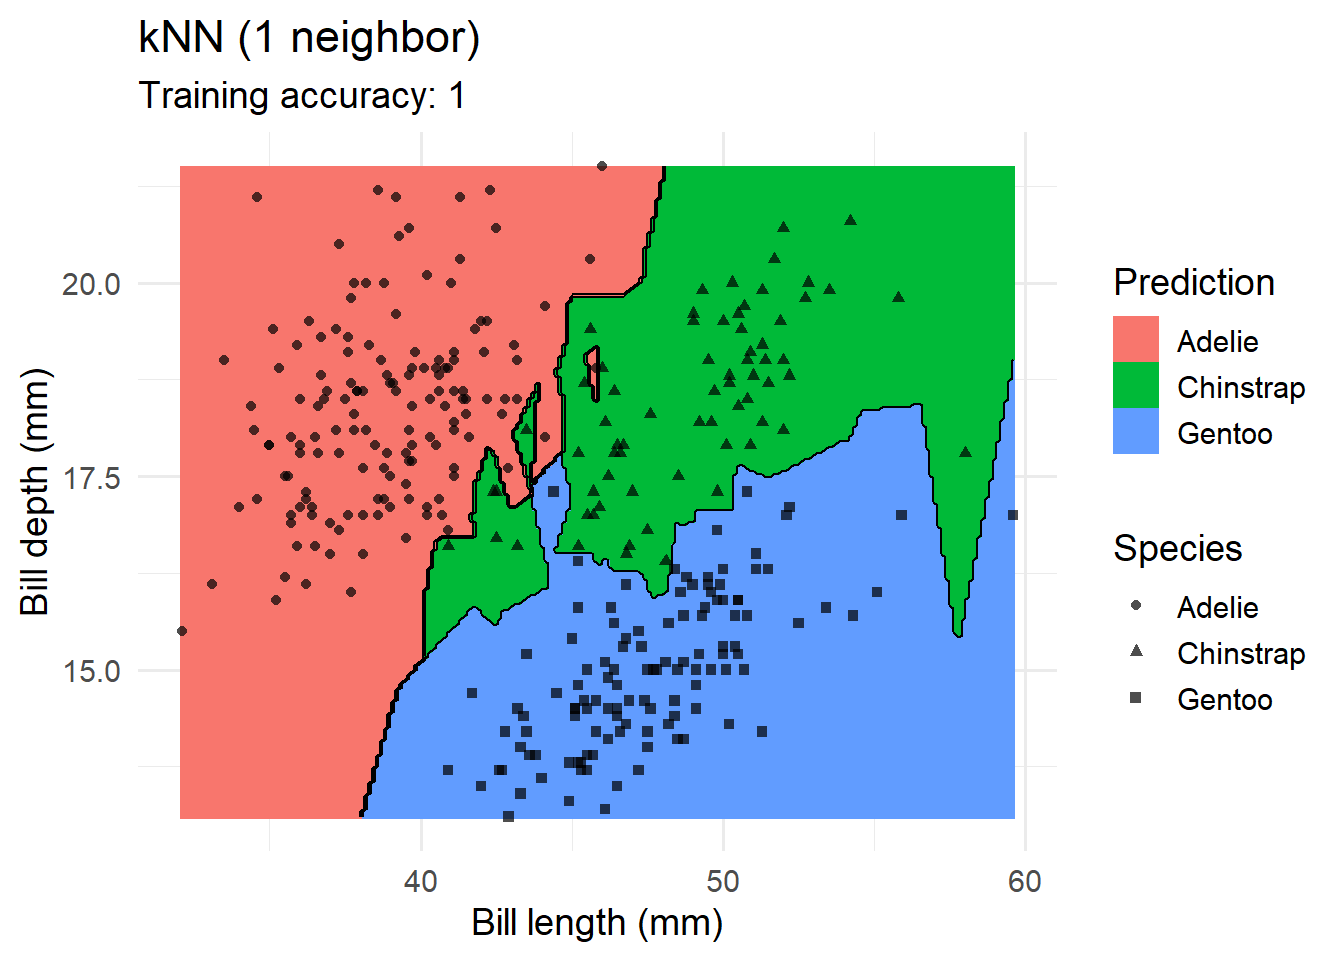 kNN (1 neighbor)
Training accuracy: 1
20.0
17.5
15.0
Bill depth (mm)
40
50
60
Bill length (mm)
Prediction
Adelie
Chinstrap
Gentoo
Species
Adelie
Chinstrap
Gentoo